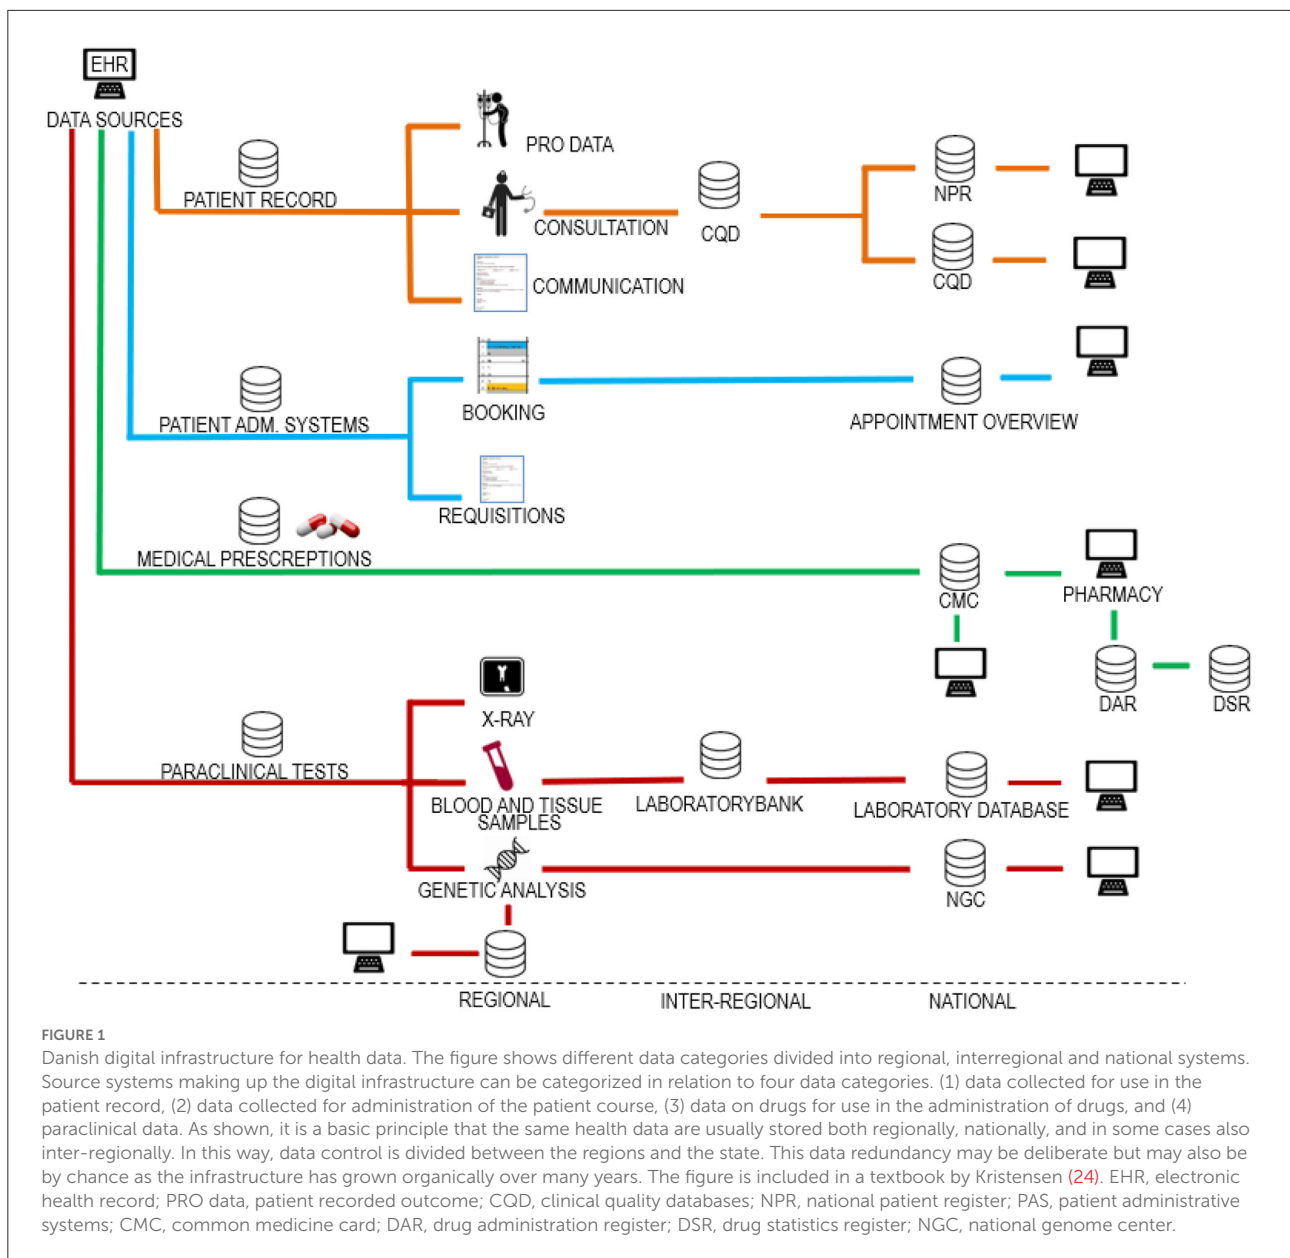 EHR
DATA SOURCES
PATIENT RECORD
PRO DATA
CONSULTATION
COMMUNICATION
CQD
NPR
CQD
PATIENT ADM. SYSTEMS
BOOKING
REQUISITIONS
APPOINTMENT OVERVIEW
MEDICAL PRESCREPTIONS
CMC
PHARMACY
DAR
DSR
PARACLINICAL TESTS
X-RAY
BLOOD AND TISSUE
SAMPLES
LABORATORYBANK
LABORATORY DATABASE
GENETIC ANALYSIS
NGC
REGIONAL
INTER-REGIONAL
NATIONAL
FIGURE 1
Danish digital infrastructure for health data. The figure shows different data categories divided into regional, interregional and national systems.
Source systems making up the digital infrastructure can be categorized in relation to four data categories. (1) data collected for use in the
patient record, (2) data collected for administration of the patient course, (3) data on drugs for use in the administration of drugs, and (4)
paraclinical data. As shown, it is a basic principle that the same health data are usually stored both regionally, nationally, and in some cases also
inter-regionally. In this way, data control is divided between the regions and the state. This data redundancy may be deliberate but may also be
by chance as the infrastructure has grown organically over many years. The figure is included in a textbook by Kristensen (24). EHR, electronic
health record; PRO data, patient recorded outcome; CQD, clinical quality databases; NPR, national patient register; PAS, patient administrative
systems; CMC, common medicine card; DAR, drug administration register; DSR, drug statistics register; NGC, national genome center.